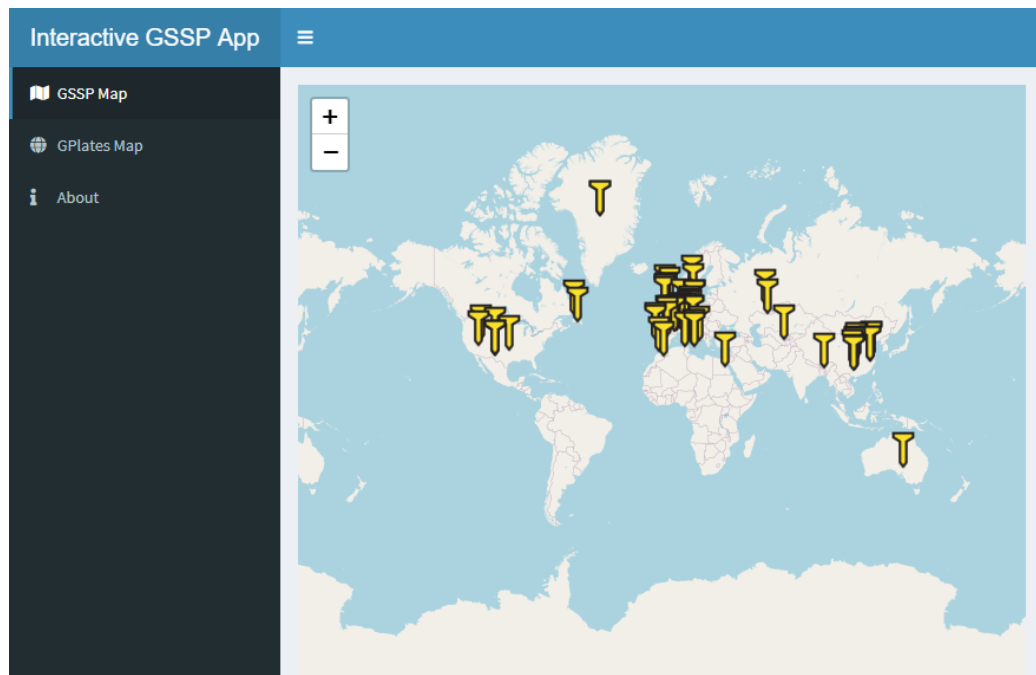 Interactive GSSP App
GSSP Map
GPlates Map
About
+
−